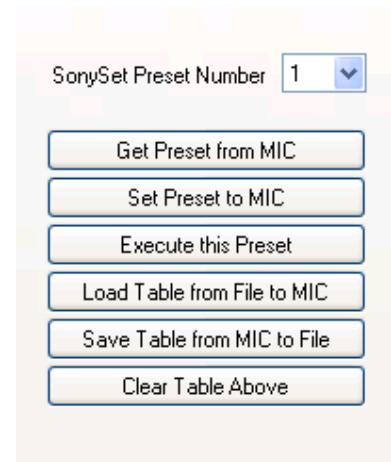 SonySet Preset Number 1
Get Preset from MIC
Set Preset to MIC
Execute this Preset
Load Table from File to MIC
Save Table from MIC to File
Clear Table Above